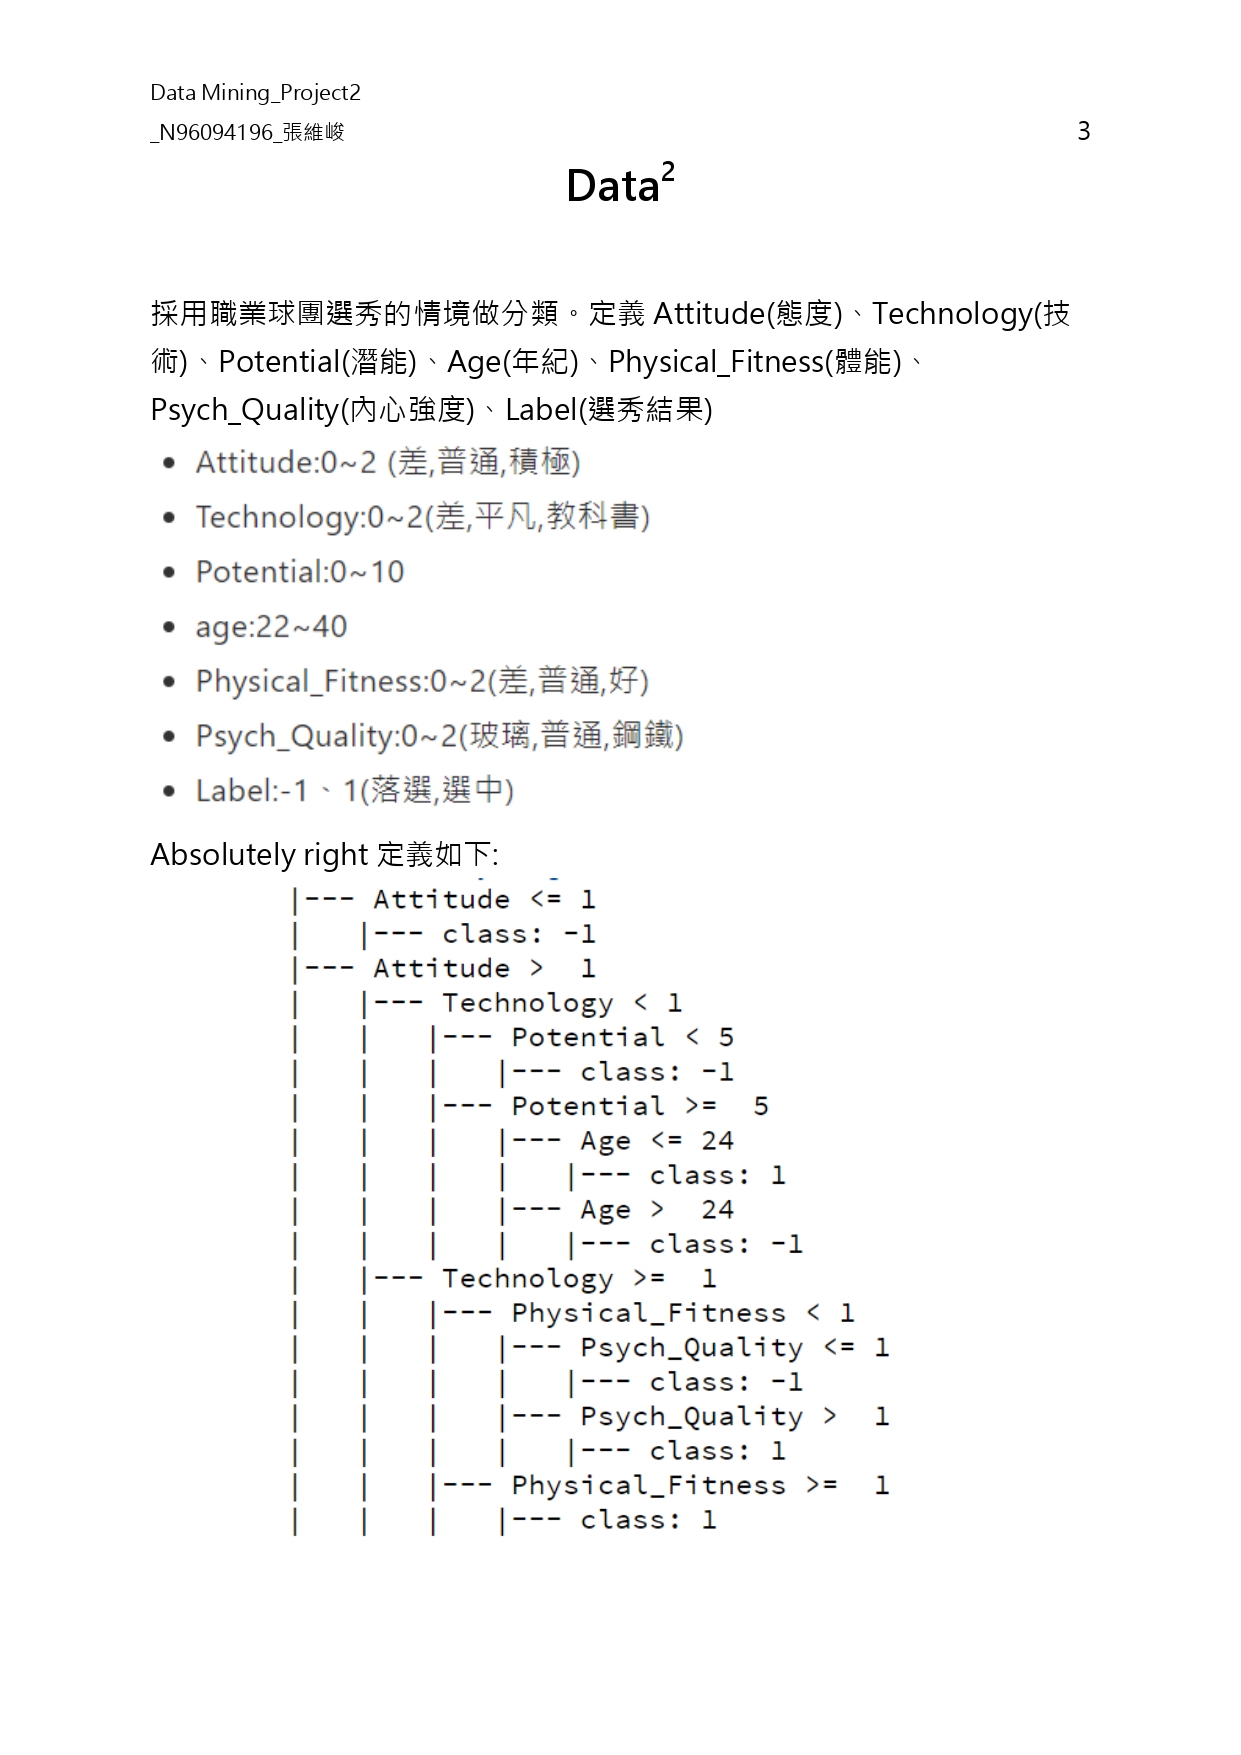 Data Mining_Project2
_N96094196_張維峻 3
Data²
採用職業球團選秀的情境做分類。定義 Attitude(態度)、Technology(技
術)、Potential(潛能)、Age(年紀)、Physical_Fitness(體能)、
Psych_Quality(內心強度)、Label(選秀結果)
• Attitude:0~2 (差,普通,積極)
• Technology:0~2(差,平凡,教科書)
• Potential:0~10
• age:22~40
• Physical_Fitness:0~2(差,普通,好)
• Psych_Quality:0~2(玻璃,普通,鋼鐵)
• Label:-1、1(落選,選中)
Absolutely right 定義如下:
|--- Attitude <= 1
|   |--- class: -1
|--- Attitude >  1
|   |--- Technology < 1
|   |   |--- Potential < 5
|   |   |   |--- class: -1
|   |   |--- Potential >=  5
|   |   |   |--- Age <= 24
|   |   |   |   |--- class: 1
|   |   |   |--- Age >  24
|   |   |   |   |--- class: -1
|   |--- Technology >=  1
|   |   |--- Physical_Fitness < 1
|   |   |   |--- Psych_Quality <= 1
|   |   |   |   |--- class: -1
|   |   |   |--- Psych_Quality >  1
|   |   |   |   |--- class: 1
|   |   |--- Physical_Fitness >=  1
|   |   |   |--- class: 1